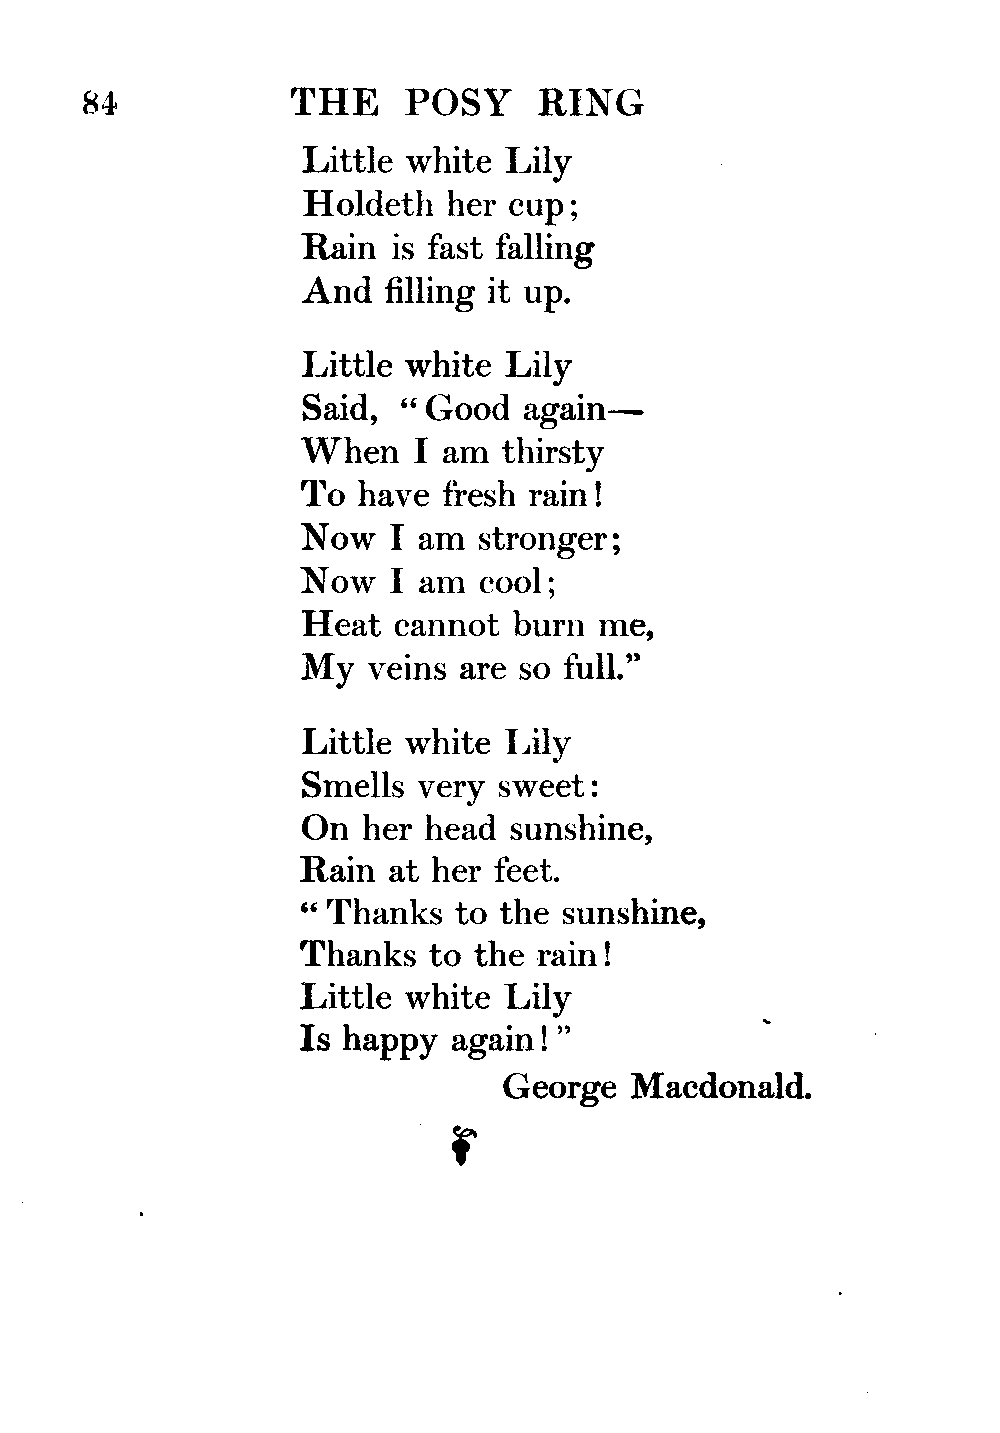 84 THE POSY RING
Little white Lily
Holdeth her cup;
Rain is fast falling
And filling it up.
Little white Lily
Said, “Good again—
When I am thirsty
To have fresh rain!
Now I am stronger;
Now I am cool;
Heat cannot burn me,
My veins are so full.”
Little white Lily
Smells very sweet:
On her head sunshine,
Rain at her feet.
“Thanks to the sunshine,
Thanks to the rain!
Little white Lily
Is happy again!”
George Macdonald.